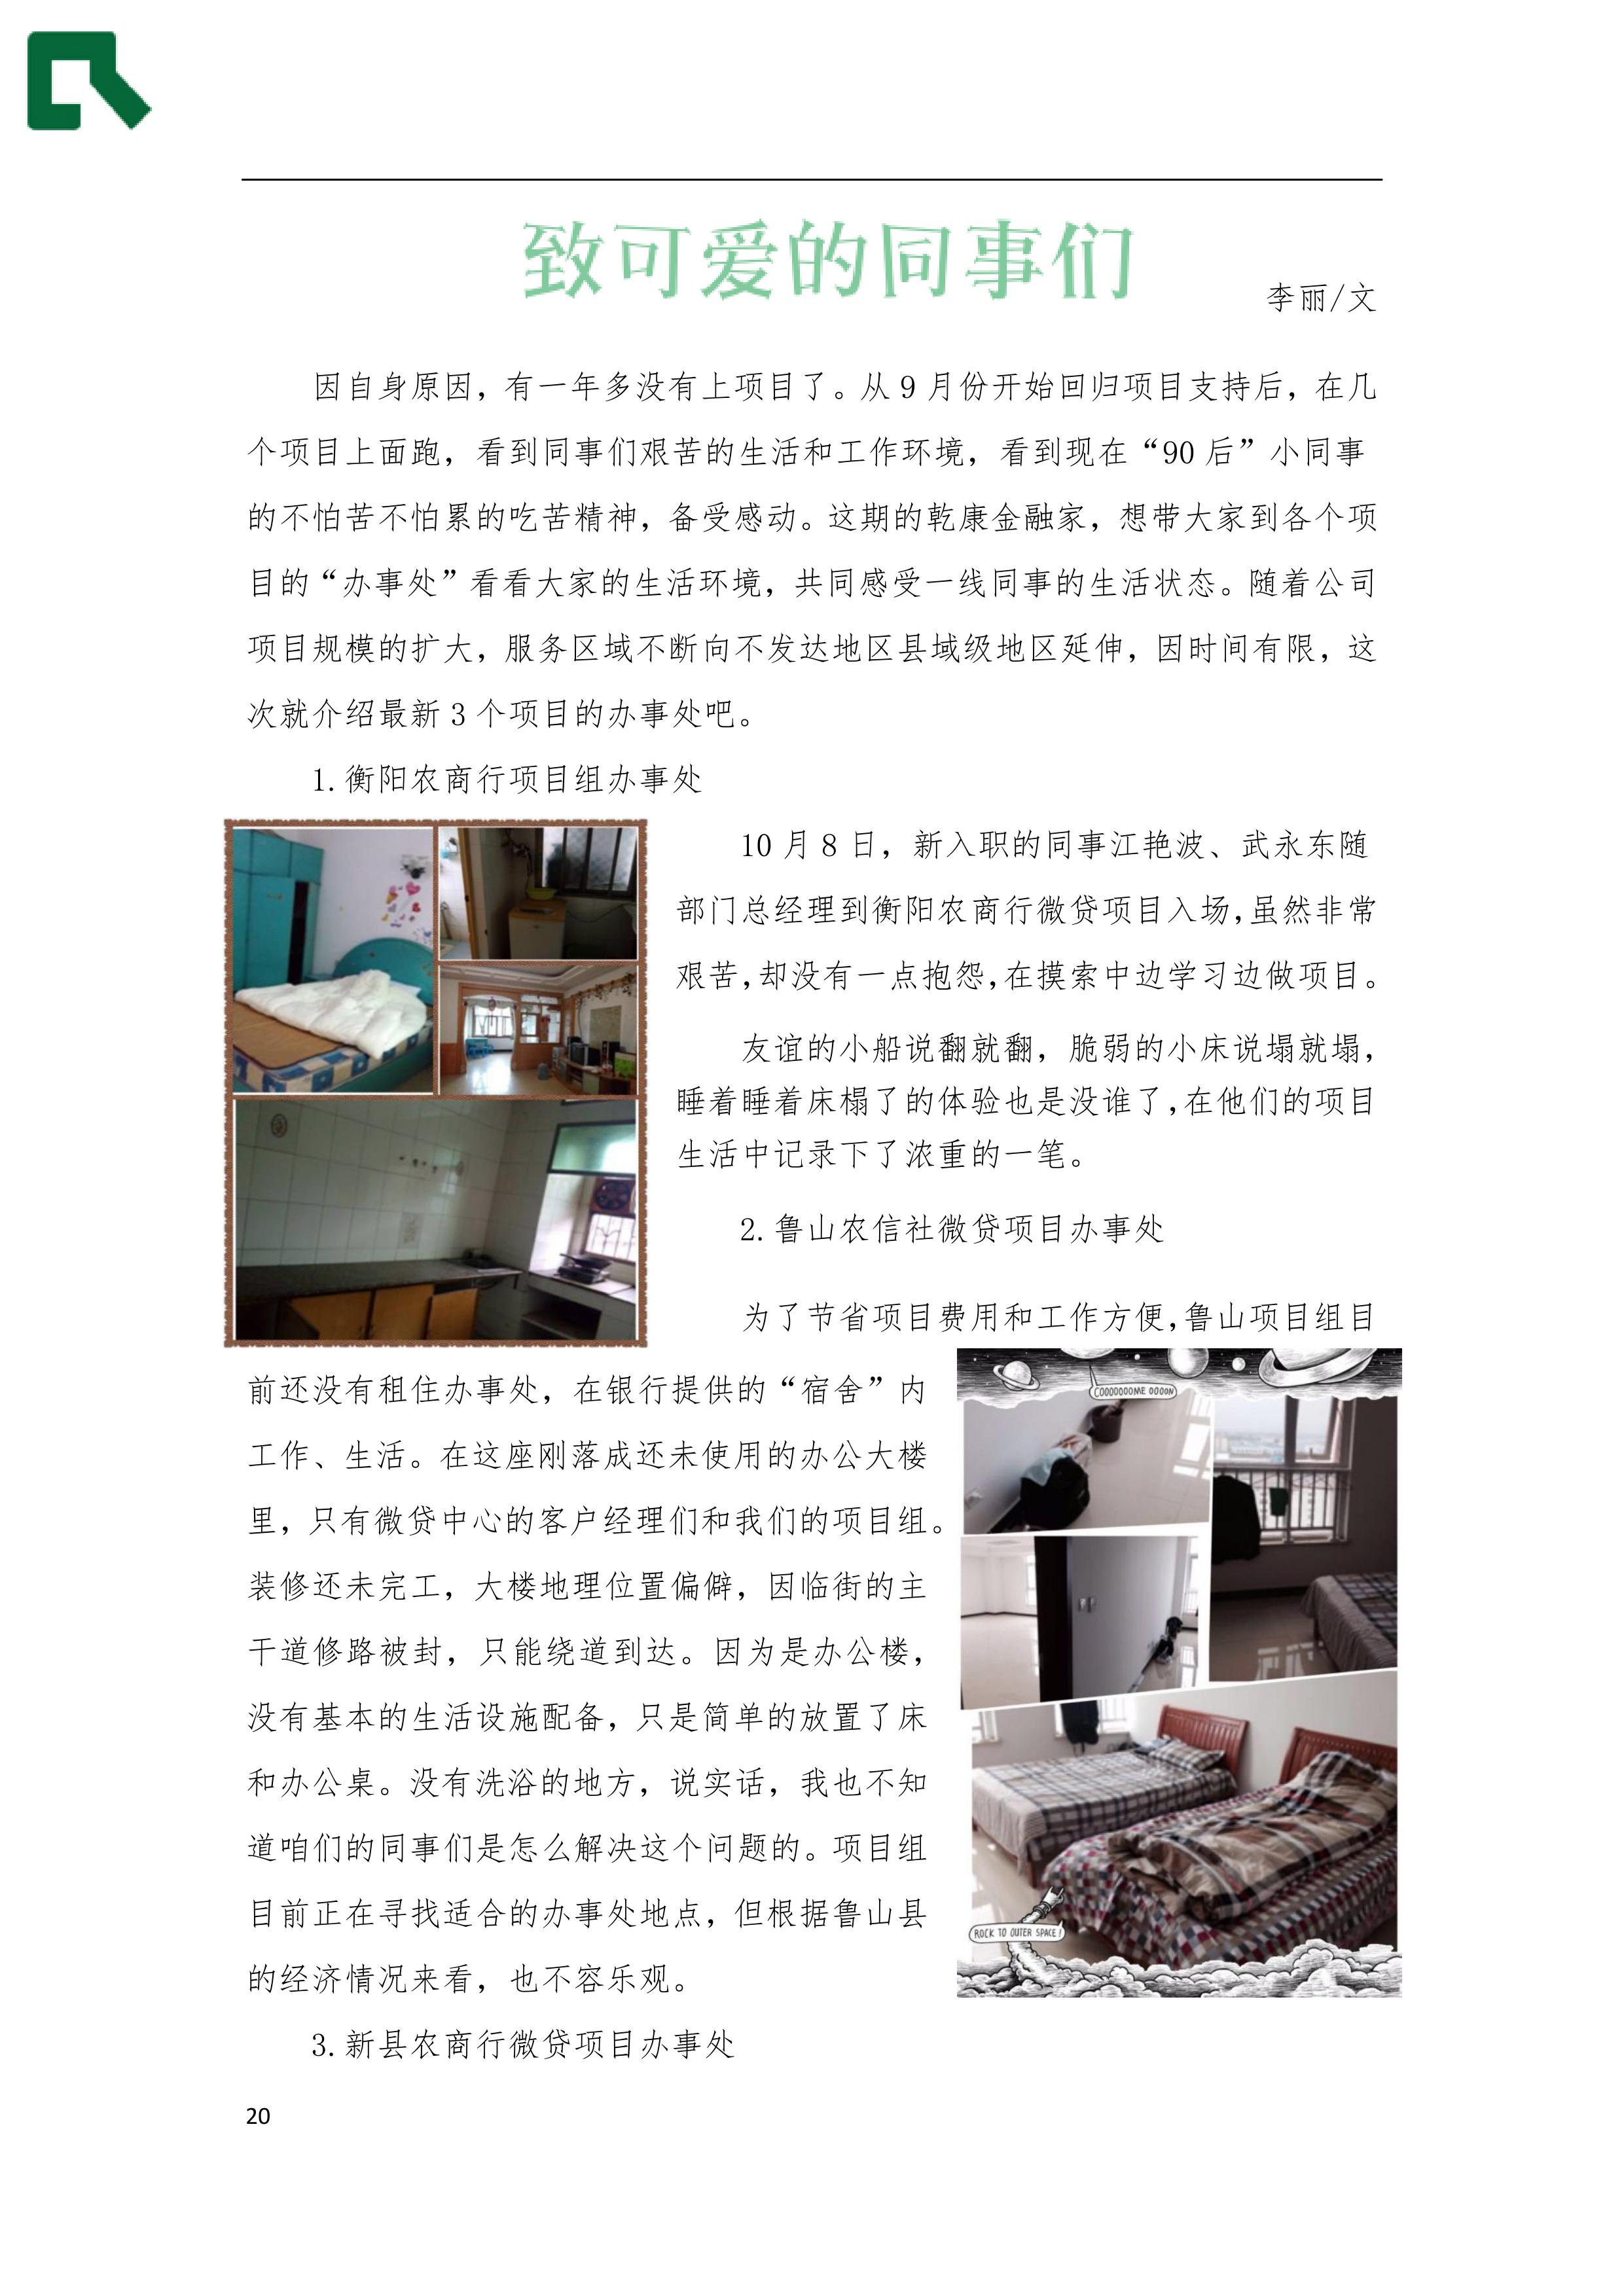 致可爱的同事们
李丽/文
因自身原因，有一年多没有上项目了。从 9 月份开始回归项目支持后，在几
个项目上面跑，看到同事们艰苦的生活和工作环境，看到现在“90 后”小同事
的不怕苦不怕累的吃苦精神，备受感动。这期的乾康金融家，想带大家到各个项
目的“办事处”看看大家的生活环境，共同感受一线同事的生活状态。随着公司
项目规模的扩大，服务区域不断向不发达地区县域级地区延伸，因时间有限，这
次就介绍最新 3 个项目的办事处吧。
1.衡阳农商行项目组办事处
10 月 8 日，新入职的同事江艳波、武永东随
部门总经理到衡阳农商行微贷项目入场,虽然非常
艰苦,却没有一点抱怨,在摸索中边学习边做项目。
友谊的小船说翻就翻，脆弱的小床说塌就塌，
睡着睡着床榻了的体验也是没谁了,在他们的项目
生活中记录下了浓重的一笔。
2.鲁山农信社微贷项目办事处
为了节省项目费用和工作方便,鲁山项目组目
前还没有租住办事处，在银行提供的“宿舍”内
工作、生活。在这座刚落成还未使用的办公大楼
里，只有微贷中心的客户经理们和我们的项目组。
装修还未完工，大楼地理位置偏僻，因临街的主
干道修路被封，只能绕道到达。因为是办公楼，
没有基本的生活设施配备，只是简单的放置了床
和办公桌。没有洗浴的地方，说实话，我也不知
道咱们的同事们是怎么解决这个问题的。项目组
目前正在寻找适合的办事处地点，但根据鲁山县
的经济情况来看，也不容乐观。
COOOOOOOME OOOON
ROCK TO OUTER SPACE!
3.新县农商行微贷项目办事处
20